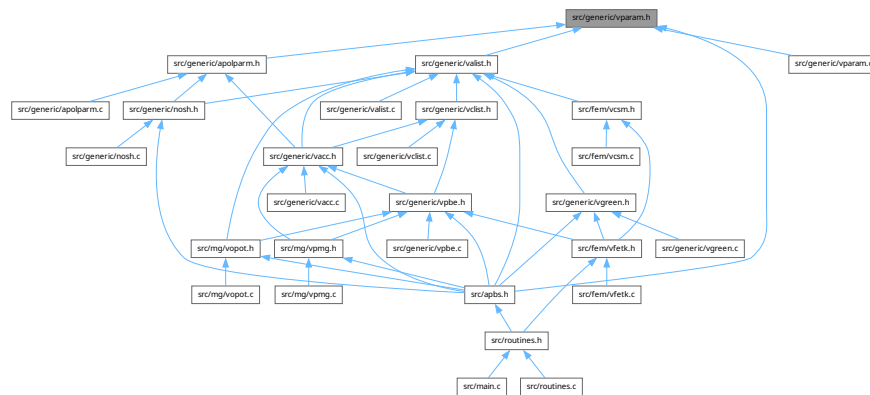 src/generic/vparam.h
src/generic/apolparm.h
src/generic/valist.h
src/generic/vparam.c
src/generic/apolparm.c
src/generic/nosh.h
src/generic/valist.c
src/generic/vclist.h
src/fem/vcsm.h
src/generic/nosh.c
src/generic/vacc.h
src/generic/vclist.c
src/fem/vcsm.c
src/generic/vacc.c
src/generic/vpbe.h
src/generic/vgreen.h
src/mg/vopot.h
src/mg/vpmg.h
src/generic/vpbe.c
src/fem/vfetk.h
src/generic/vgreen.c
src/mg/vopot.c
src/mg/vpmg.c
src/apbs.h
src/fem/vfetk.c
src/routines.h
src/main.c
src/routines.c